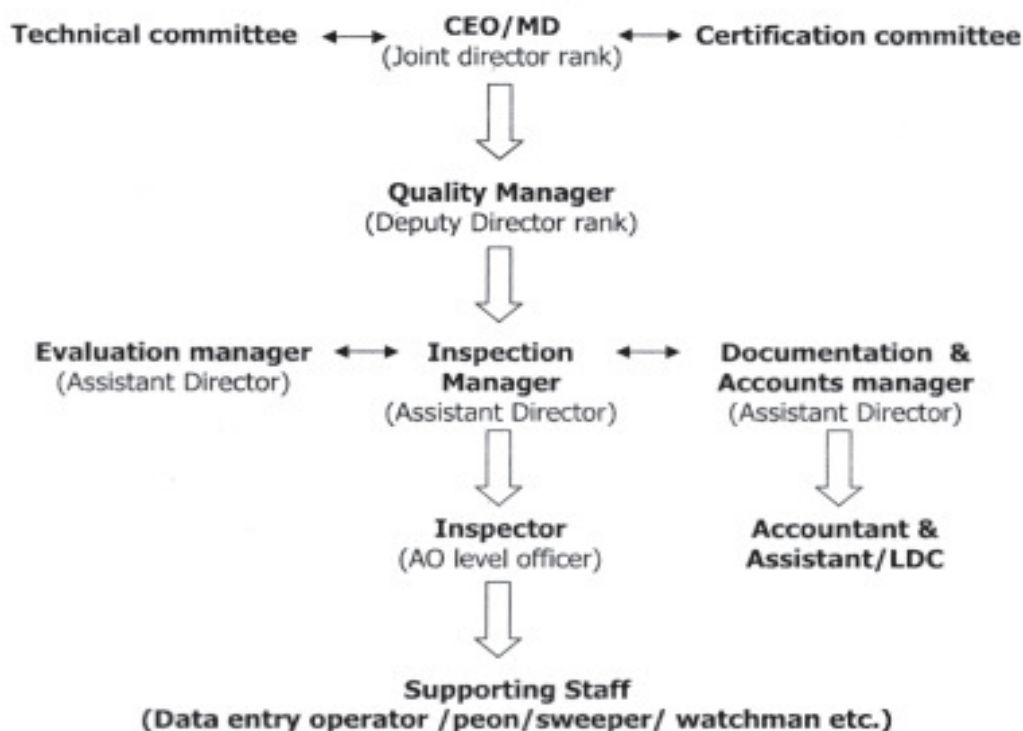 Technical committee
CEO/MD
(Joint director rank)
Certification committee
Quality Manager
(Deputy Director rank)
Evaluation manager
(Assistant Director)
Inspection
Manager
(Assistant Director)
Documentation &
Accounts manager
(Assistant Director)
Inspector
(AO level officer)
Accountant &
Assistant/LDC
Supporting Staff
(Data entry operator /peon/sweeper/ watchman etc.)